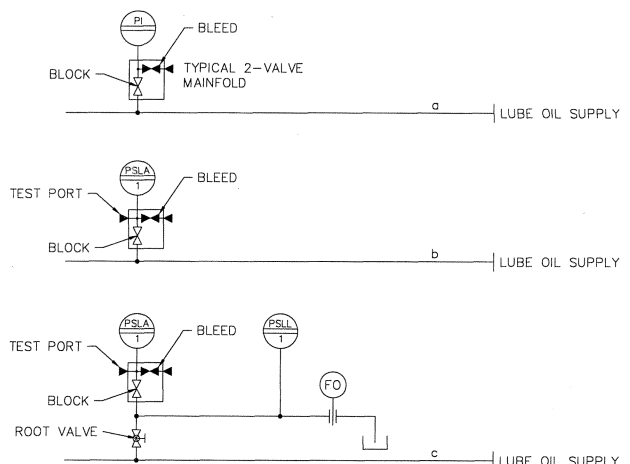 PI
BLEED
BLOCK
TYPICAL 2-VALVE
MAINFOLD
a
LUBE OIL SUPPLY
PSLA
1
TEST PORT
BLEED
BLOCK
b
LUBE OIL SUPPLY
PSLA
1
BLEED
PSLL
1
TEST PORT
FO
BLOCK
ROOT VALVE
c
LUBE OIL SUPPLY